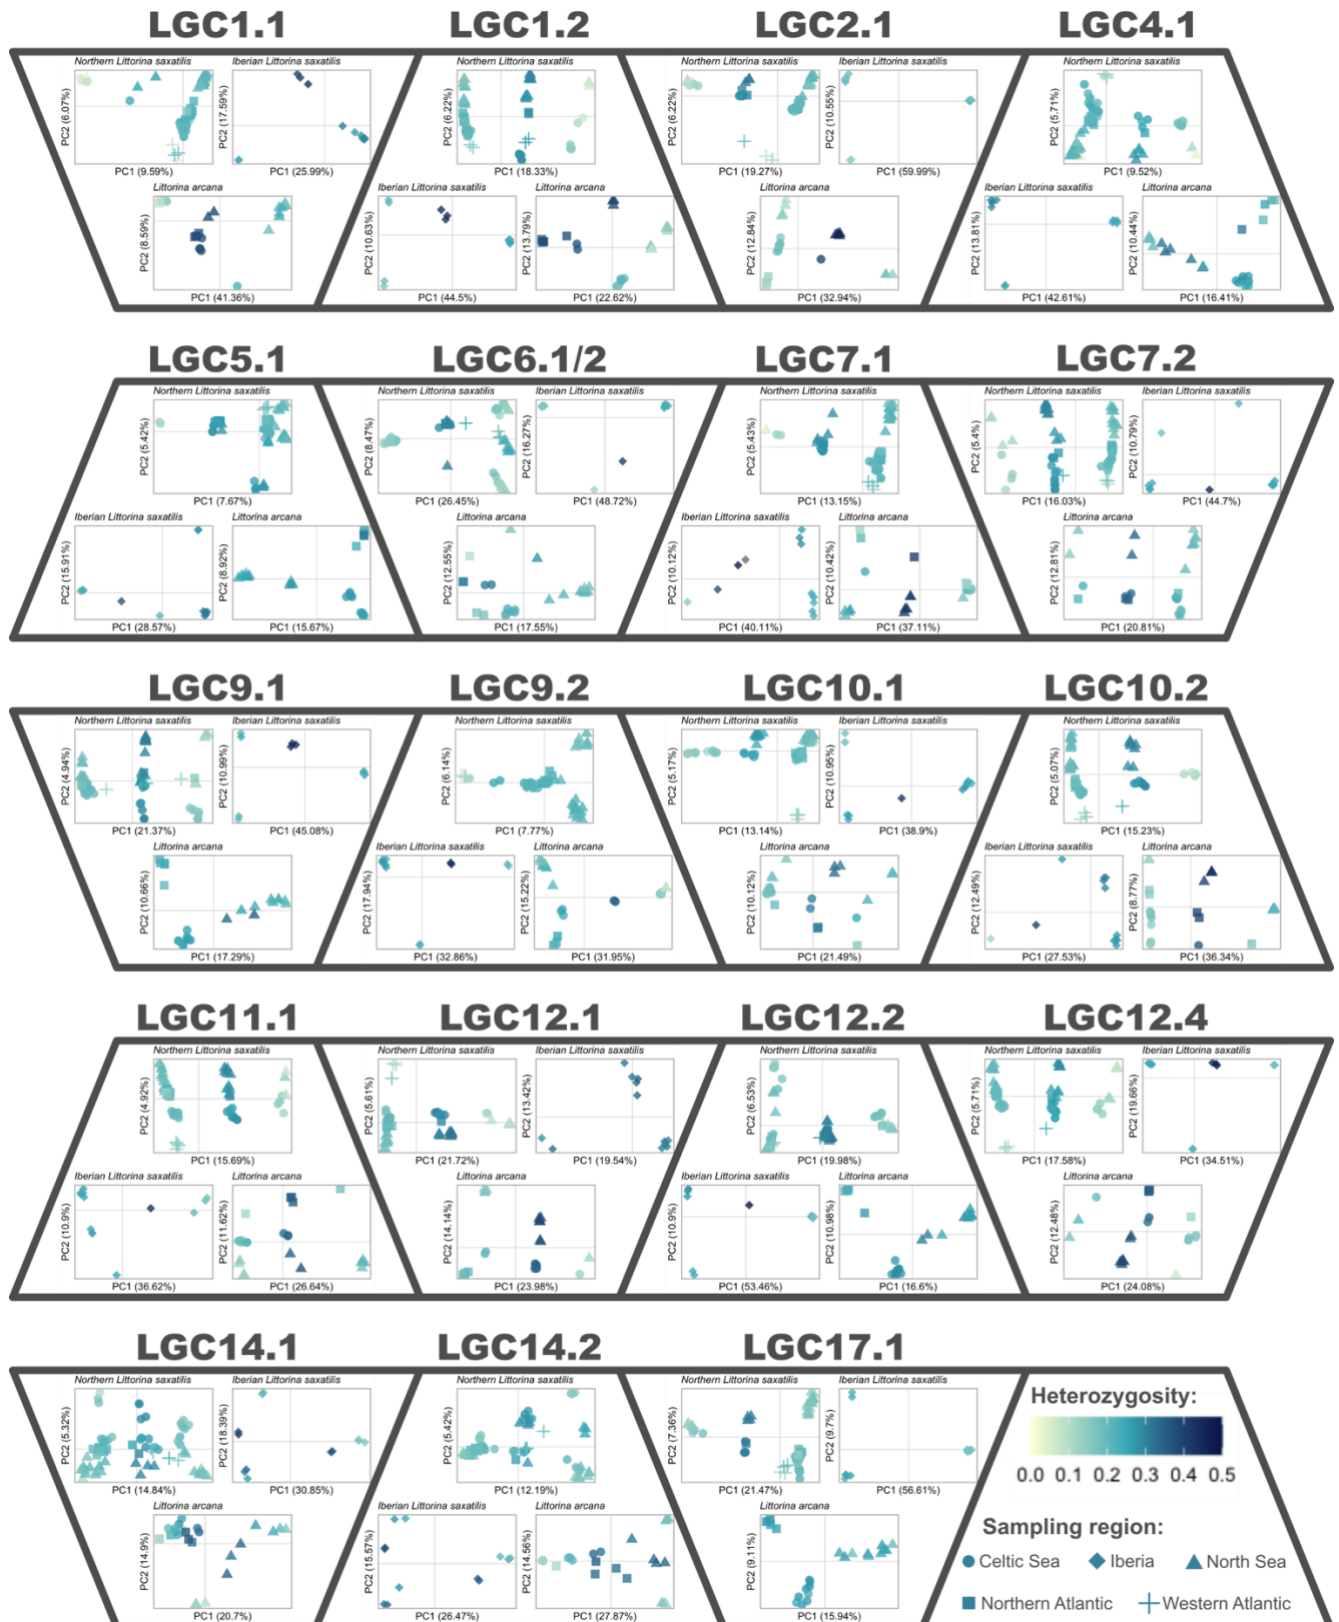 LGC1.1 LGC1.2 LGC2.1 LGC4.1
Northern Littorina saxatilis
PC2 (6.07%)
PC1 (9.59%)
Iberian Littorina saxatilis
PC2 (17.59%)
PC1 (25.99%)
Littorina arcana
PC2 (8.59%)
PC1 (41.36%)
Northern Littorina saxatilis
PC2 (6.22%)
PC1 (18.33%)
Iberian Littorina saxatilis
PC2 (10.63%)
PC1 (44.5%)
Littorina arcana
PC2 (13.79%)
PC1 (22.62%)
Northern Littorina saxatilis
PC2 (6.22%)
PC1 (19.27%)
Iberian Littorina saxatilis
PC2 (10.55%)
PC1 (59.99%)
Littorina arcana
PC2 (12.84%)
PC1 (32.94%)
Northern Littorina saxatilis
PC2 (5.71%)
PC1 (9.52%)
Iberian Littorina saxatilis
PC2 (13.81%)
PC1 (42.61%)
Littorina arcana
PC2 (10.44%)
PC1 (16.41%)
LGC5.1 LGC6.1/2 LGC7.1 LGC7.2
Northern Littorina saxatilis
PC2 (5.42%)
PC1 (7.67%)
Iberian Littorina saxatilis
PC2 (15.91%)
PC1 (28.57%)
Littorina arcana
PC2 (8.92%)
PC1 (15.67%)
Northern Littorina saxatilis
PC2 (8.47%)
PC1 (26.45%)
Iberian Littorina saxatilis
PC2 (16.27%)
PC1 (48.72%)
Littorina arcana
PC2 (12.55%)
PC1 (17.55%)
Northern Littorina saxatilis
PC2 (5.43%)
PC1 (13.15%)
Iberian Littorina saxatilis
PC2 (10.12%)
PC1 (40.11%)
Littorina arcana
PC2 (10.42%)
PC1 (37.11%)
Northern Littorina saxatilis
PC2 (5.4%)
PC1 (16.03%)
Iberian Littorina saxatilis
PC2 (10.79%)
PC1 (44.7%)
Littorina arcana
PC2 (12.81%)
PC1 (20.81%)
LGC9.1 LGC9.2 LGC10.1 LGC10.2
Northern Littorina saxatilis
PC2 (4.94%)
PC1 (21.37%)
Iberian Littorina saxatilis
PC2 (10.99%)
PC1 (45.08%)
Littorina arcana
PC2 (10.66%)
PC1 (17.29%)
Northern Littorina saxatilis
PC2 (6.14%)
PC1 (7.77%)
Iberian Littorina saxatilis
PC2 (17.94%)
PC1 (32.86%)
Littorina arcana
PC2 (15.22%)
PC1 (31.95%)
Northern Littorina saxatilis
PC2 (5.17%)
PC1 (13.14%)
Iberian Littorina saxatilis
PC2 (10.95%)
PC1 (38.9%)
Littorina arcana
PC2 (10.12%)
PC1 (21.49%)
Northern Littorina saxatilis
PC2 (5.07%)
PC1 (15.23%)
Iberian Littorina saxatilis
PC2 (12.49%)
PC1 (27.53%)
Littorina arcana
PC2 (8.77%)
PC1 (36.34%)
LGC11.1 LGC12.1 LGC12.2 LGC12.4
Northern Littorina saxatilis
PC2 (4.92%)
PC1 (15.69%)
Iberian Littorina saxatilis
PC2 (10.9%)
PC1 (36.62%)
Littorina arcana
PC2 (11.62%)
PC1 (26.64%)
Northern Littorina saxatilis
PC2 (5.61%)
PC1 (21.72%)
Iberian Littorina saxatilis
PC2 (13.42%)
PC1 (19.54%)
Littorina arcana
PC2 (14.14%)
PC1 (23.98%)
Northern Littorina saxatilis
PC2 (6.53%)
PC1 (19.98%)
Iberian Littorina saxatilis
PC2 (10.9%)
PC1 (53.46%)
Littorina arcana
PC2 (10.98%)
PC1 (16.6%)
Northern Littorina saxatilis
PC2 (5.71%)
PC1 (17.58%)
Iberian Littorina saxatilis
PC2 (19.66%)
PC1 (34.51%)
Littorina arcana
PC2 (12.48%)
PC1 (24.08%)
LGC14.1 LGC14.2 LGC17.1
Northern Littorina saxatilis
PC2 (5.32%)
PC1 (14.84%)
Iberian Littorina saxatilis
PC2 (18.39%)
PC1 (30.85%)
Littorina arcana
PC2 (14.9%)
PC1 (20.7%)
Northern Littorina saxatilis
PC2 (5.42%)
PC1 (12.19%)
Iberian Littorina saxatilis
PC2 (15.57%)
PC1 (26.47%)
Littorina arcana
PC2 (14.56%)
PC1 (27.87%)
Northern Littorina saxatilis
PC2 (7.36%)
PC1 (21.47%)
Iberian Littorina saxatilis
PC2 (9.7%)
PC1 (56.61%)
Littorina arcana
PC2 (9.11%)
PC1 (15.94%)
Heterozygosity:
0.0 0.1 0.2 0.3 0.4 0.5
Sampling region:
Celtic Sea Iberia North Sea
Northern Atlantic Western Atlantic